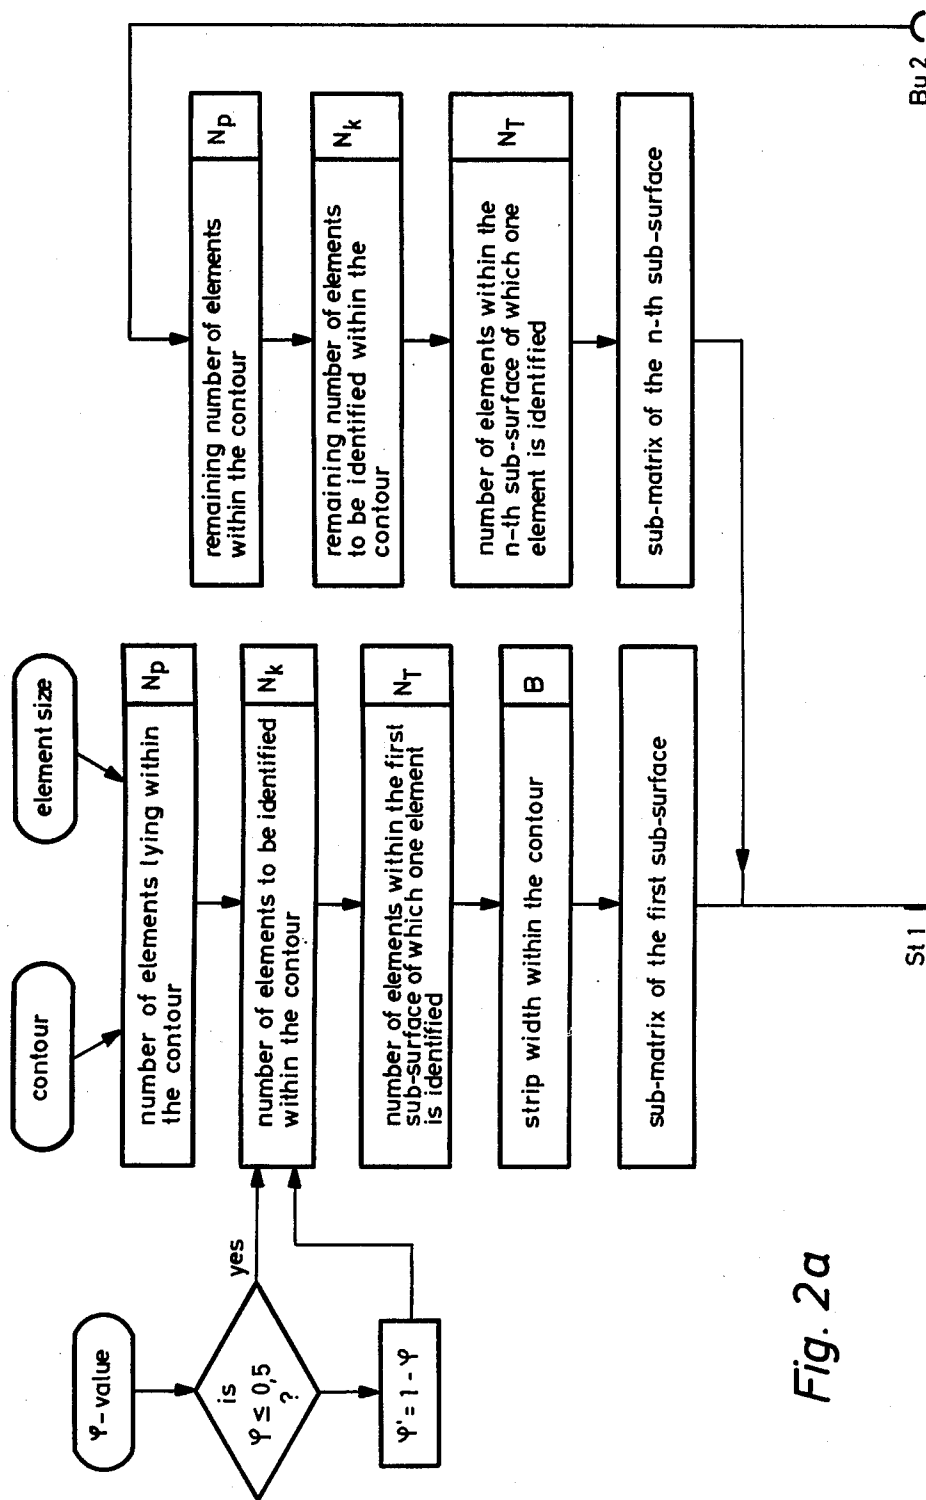 φ-value
is
φ ≤ 0,5
?
yes
φ' = 1 - φ
contour
element size
number of elements lying within
the contour
Np
number of elements to be identified
within the contour
Nk
number of elements within the first
sub-surface of which one element
is identified
NT
strip width within the contour
B
sub-matrix of the first sub-surface
St 1
remaining number of elements
within the contour
Np
remaining number of elements
to be identified within the
contour
Nk
number of elements within the
n-th sub-surface of which one
element is identified
NT
sub-matrix of the n-th sub-surface
Bu 2
Fig. 2a